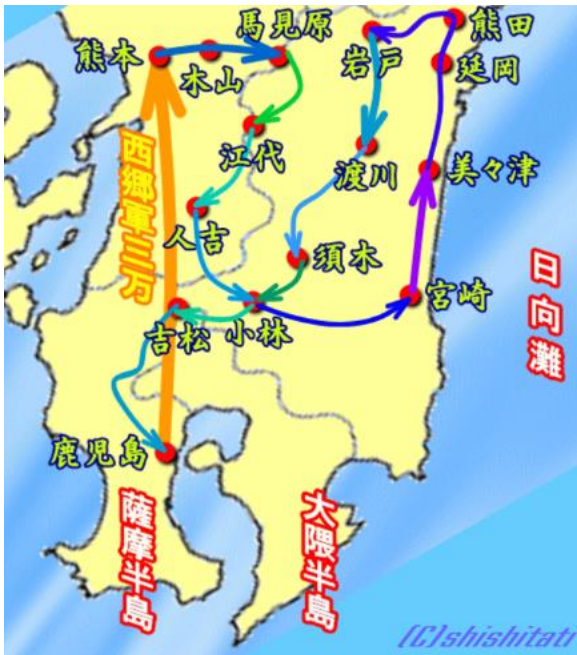 馬見原
熊田
熊本
木山
岩戸
延岡
江代
渡川
美々津
西郷軍三万
人吉
須木
日向灘
宮崎
吉松
小林
鹿児島
薩摩半島
大隈半島
(C)shishitati